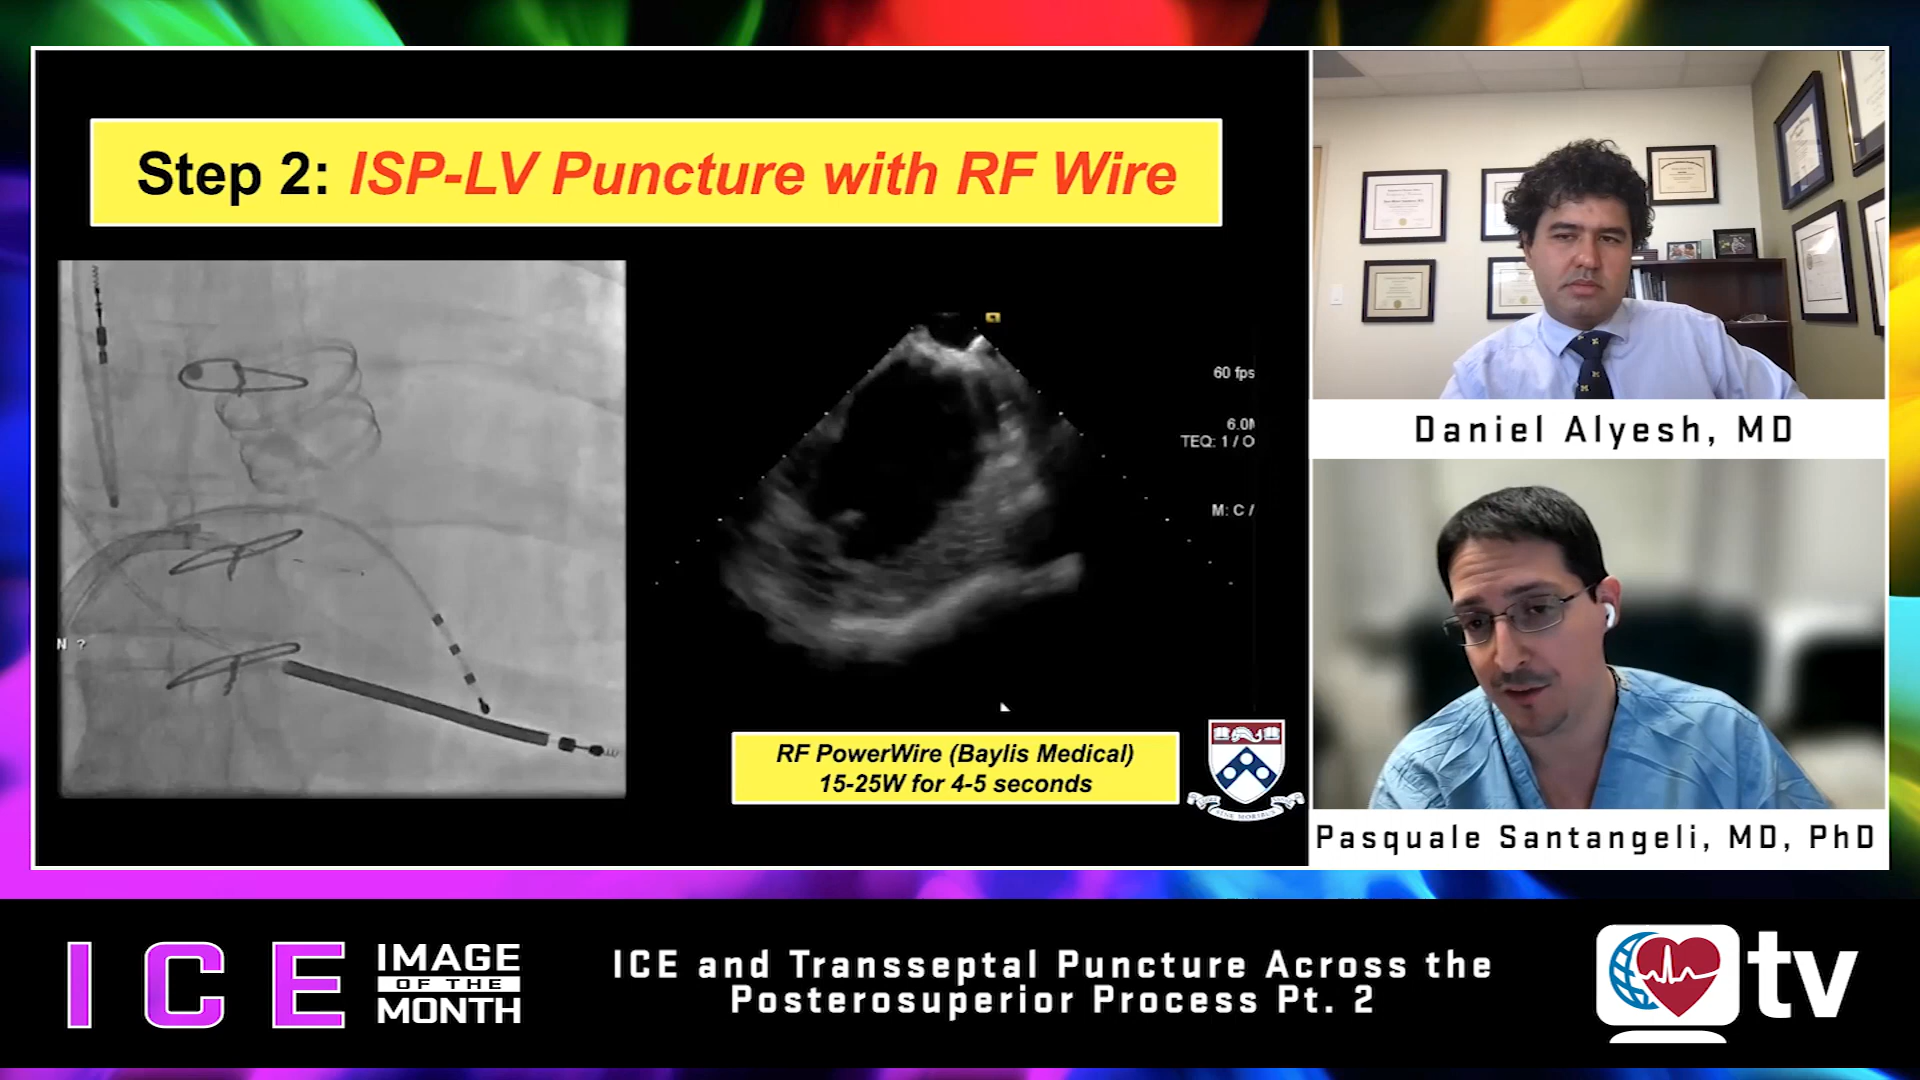 Step 2: ISP-LV Puncture with RF Wire
60 fps
TEQ: 1 / O
M: C /
N ?
RF PowerWire (Baylis Medical)
15-25W for 4-5 seconds
Daniel Alyesh, MD
Pasquale Santangeli, MD, PhD
ICE
IMAGE
OF THE
MONTH
ICE and Transseptal Puncture Across the
Posterosuperior Process Pt. 2
tv